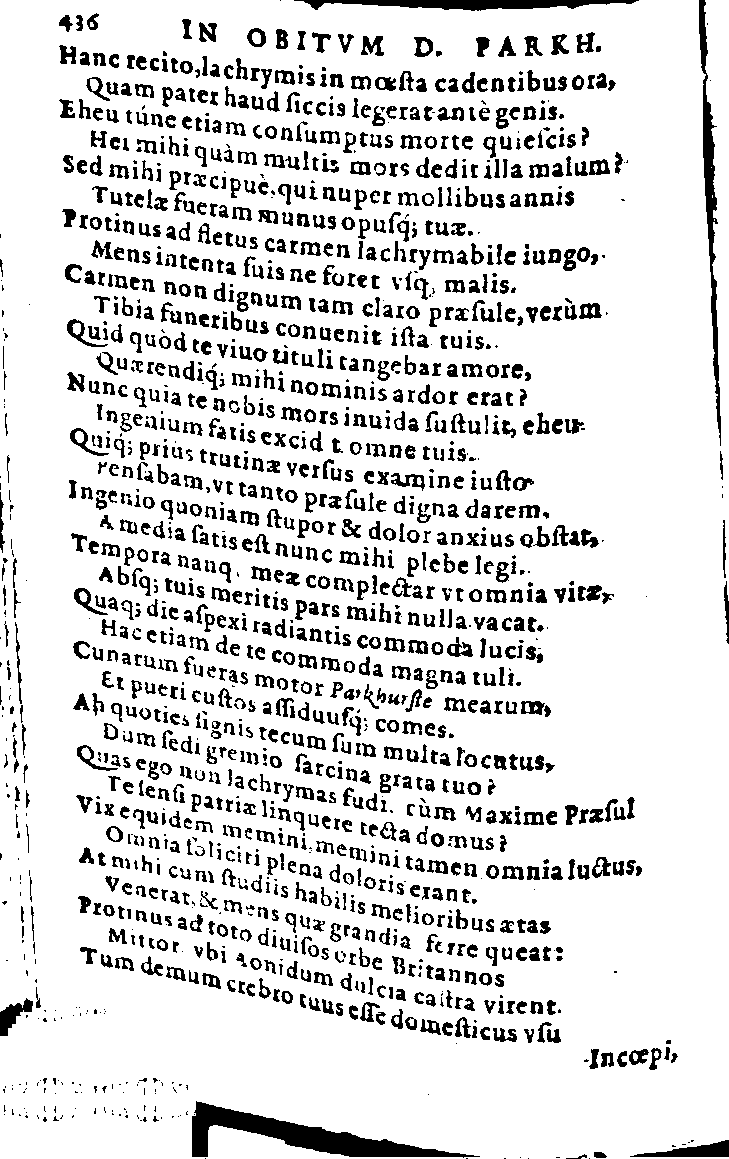 436 IN OBITVM D. PARKH.
Hanc recito, lachrymis in mœsta cadentibus ora,
Quam pater haud ſiccis legerat antè genis.
Eheu túne etiam conſumptus morte quieſcis?
Hei mihi quàm multis mors dedit illa malum?
Sed mihi præcipuè, qui nuper mollibus annis
Tutelæ fueram munus opuſq́; tuæ.
Protinus ad fletus carmen lachrymabile iungo,
Mens intenta ſuis ne foret vſq, malis.
Carmen non dignum tam claro præſule, verùm
Tibia funeribus conuenit iſta tuis.
Quid quòd te viuo tituli tangebar amore,
Quærendiq́; mihi nominis ardor erat?
Nunc quia te nobis mors inuida ſuſtulit, eheu
Ingenium fatis excid t omne tuis.
Quiq́; prius trutinæ verſus examine iuſto
Penſabam, vt tanto præſule digna darem.
Ingenio quoniam ſtupor & dolor anxius obſtat,
A media ſatis eſt nunc mihi plebe legi.
Tempora nanq, meæ complectar vt omnia vitæ,
Abſq; tuis meritis pars mihi nulla vacat.
Quaq; die aſpexi radiantis commoda lucis,
Hac etiam de te commoda magna tuli.
Cunarum fueras motor Parkhurſte mearum,
Et pueri cuſtos aſſiduuſq́; comes.
Ah quoties ſignis tecum ſum multa locutus,
Dum ſedi gremio ſarcina grata tuo?
Quas ego non lachrymas fudi, cùm Maxime Præſul
Te ſenſi patriæ linquere tecta domus?
Vix equidem memini, memini tamen omnia luctus,
Omnia ſoliciti plena doloris erant.
At mihi cum ſtudiis habilis melioribus ætas
Venerat, & mens quæ grandia ferre queat:
Protinus ad toto diuiſos orbe Britannos
Mittor, vbi Aonidum dulcia caſtra virent.
Tum demum crebro tuus eſſe domeſticus vſu
Incœpi,